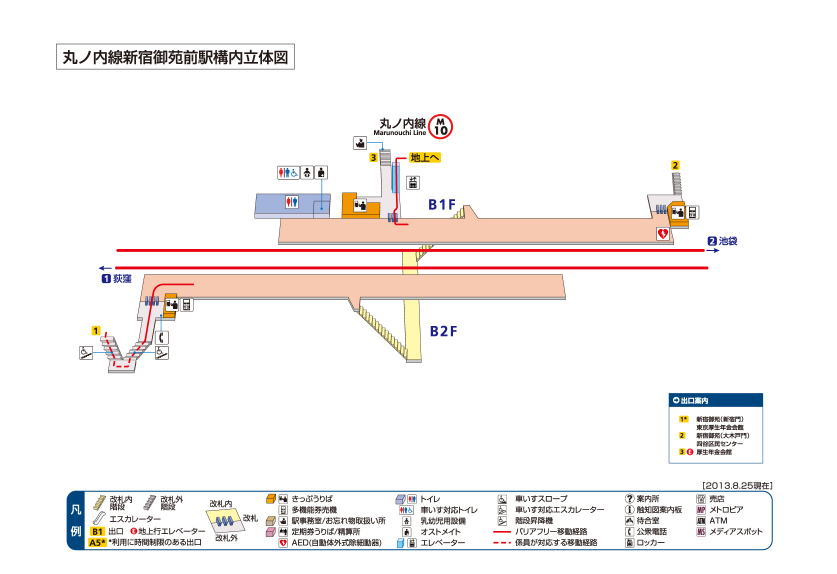 丸ノ内線新宿御苑前駅構内立体図
丸ノ内線
Marunouchi Line
M
10
3
地上へ
2
B1F
2 池袋
1 荻窪
B2F
1
出口案内
1* 新宿御苑(新宿門)
東京厚生年金会館
2 新宿御苑(大木戸門)
四谷区民センター
3 E 厚生年金会館
[2013.8.25現在]
凡例
改札内
階段
改札外
階段
エスカレーター
B1 出口 E 地上行エレベーター
A5* *利用に時間制限のある出口
改札内
改札
改札外
きっぷうりば
多機能券売機
駅事務室/お忘れ物取扱い所
定期券うりば/精算所
AED(自動体外式除細動器)
トイレ
車いす対応トイレ
乳幼児用設備
オストメイト
エレベーター
車いすスロープ
車いす対応エスカレーター
階段昇降機
バリアフリー移動経路
係員が対応する移動経路
? 案内所
触知図案内板
待合室
公衆電話
ロッカー
売店
MP メトロピア
ATM ATM
MS メディアスポット